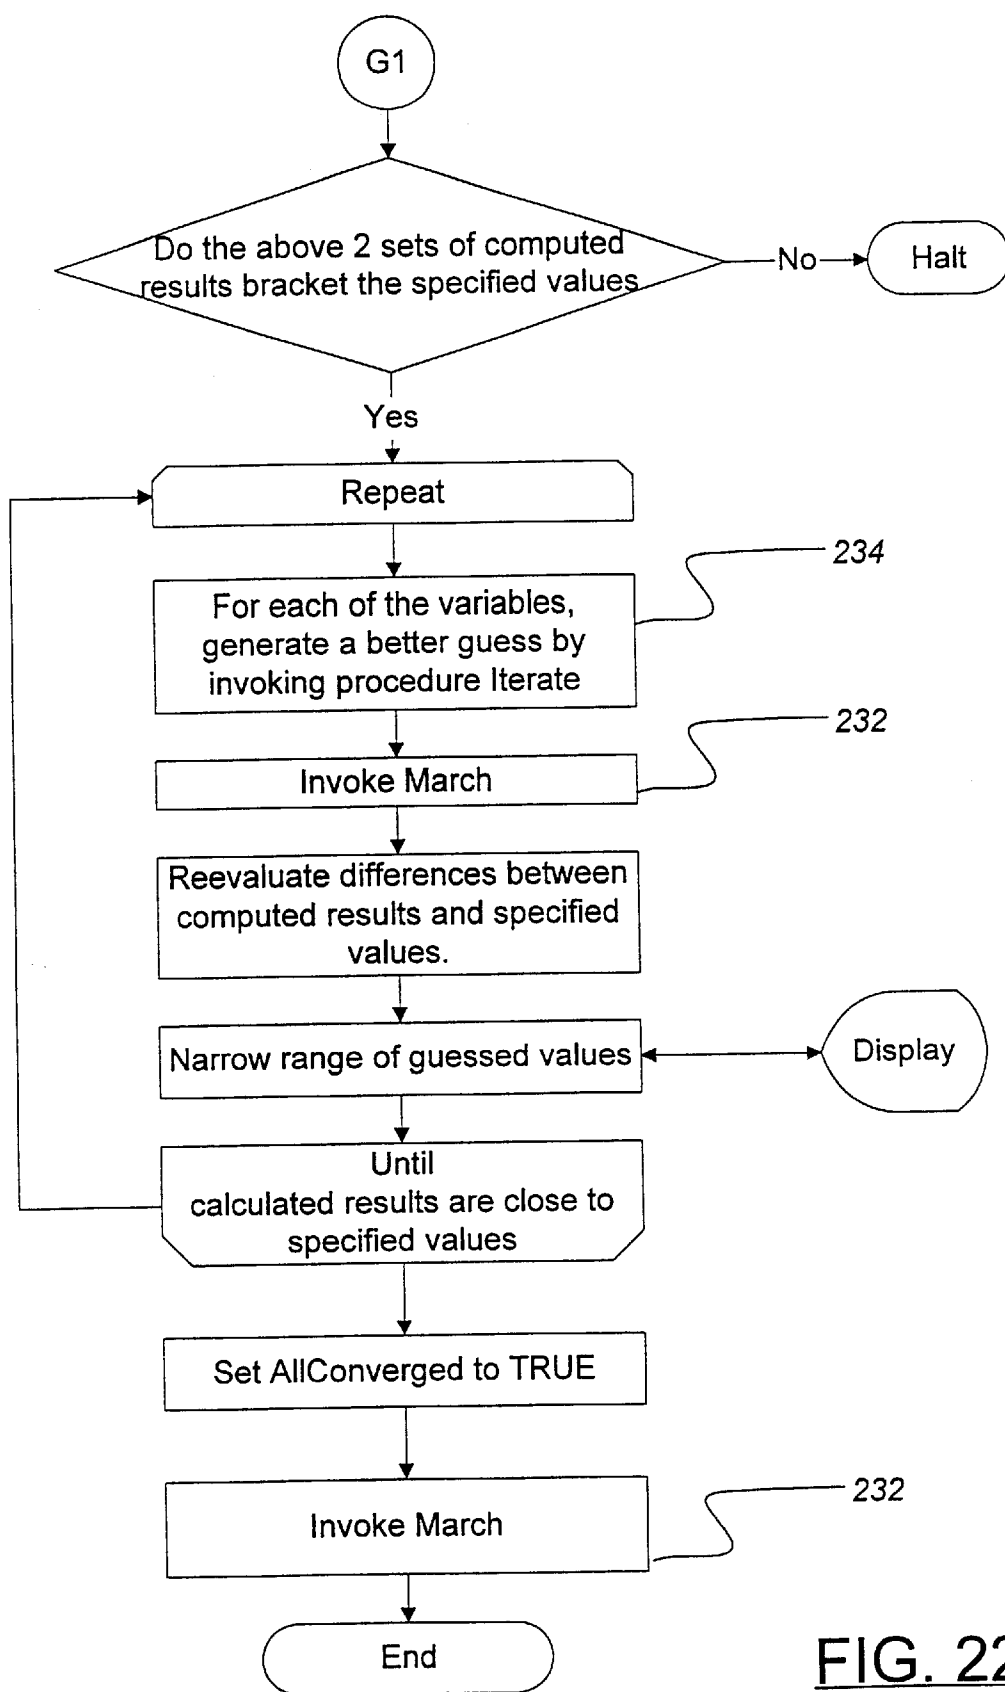 G1
Do the above 2 sets of computed
results bracket the specified values
No
Halt
Yes
Repeat
234
For each of the variables,
generate a better guess by
invoking procedure Iterate
232
Invoke March
Reevaluate differences between
computed results and specified
values.
Narrow range of guessed values
Display
Until
calculated results are close to
specified values
Set AllConverged to TRUE
Invoke March
232
End
FIG. 22